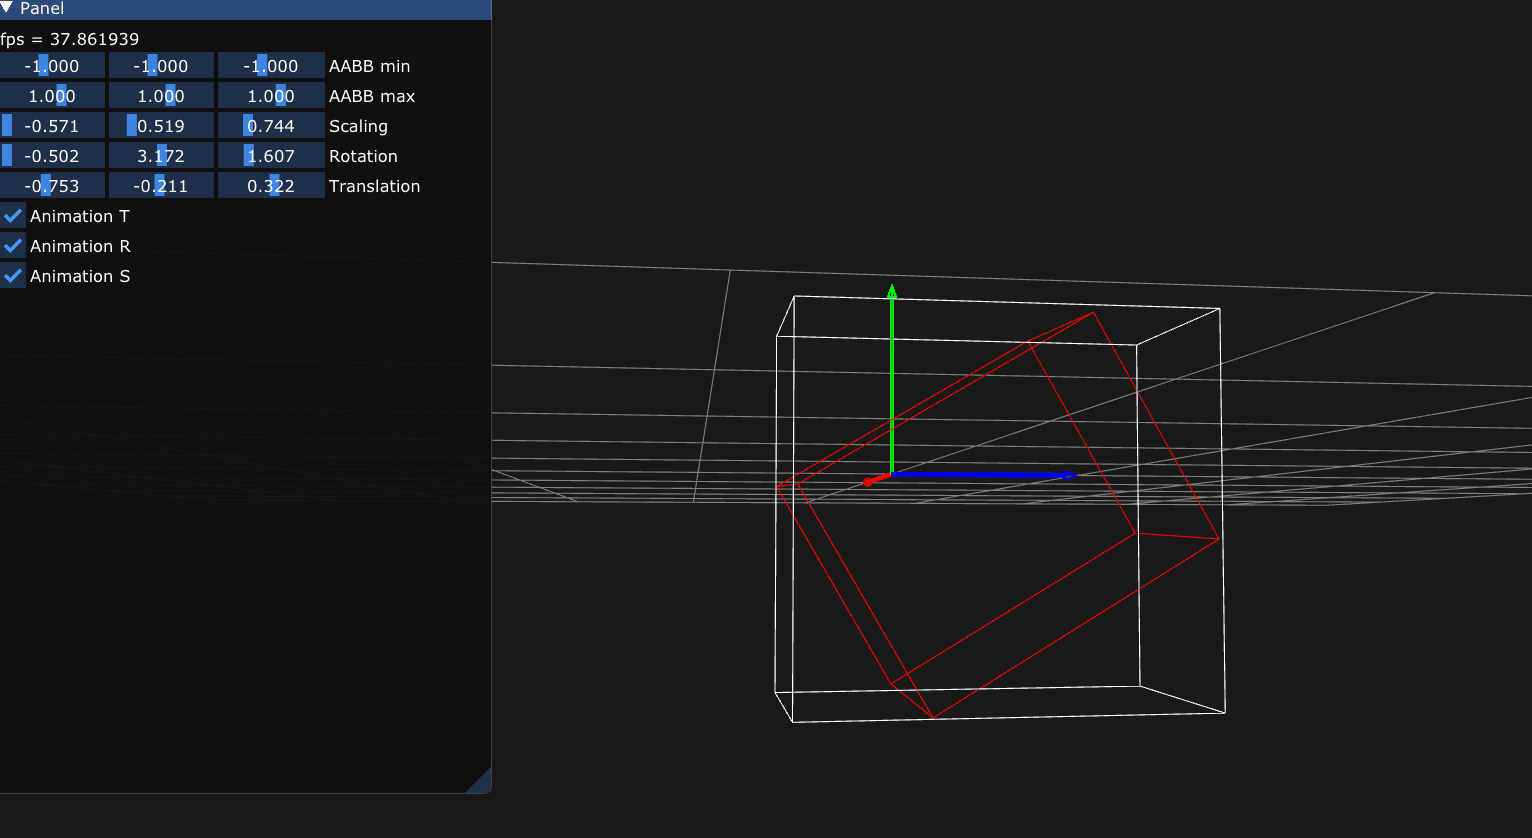 Panel
fps = 37.861939
-1.000 -1.000 -1.000 AABB min
1.000 1.000 1.000 AABB max
-0.571 0.519 0.744 Scaling
-0.502 3.172 1.607 Rotation
-0.753 -0.211 0.322 Translation
Animation T
Animation R
Animation S